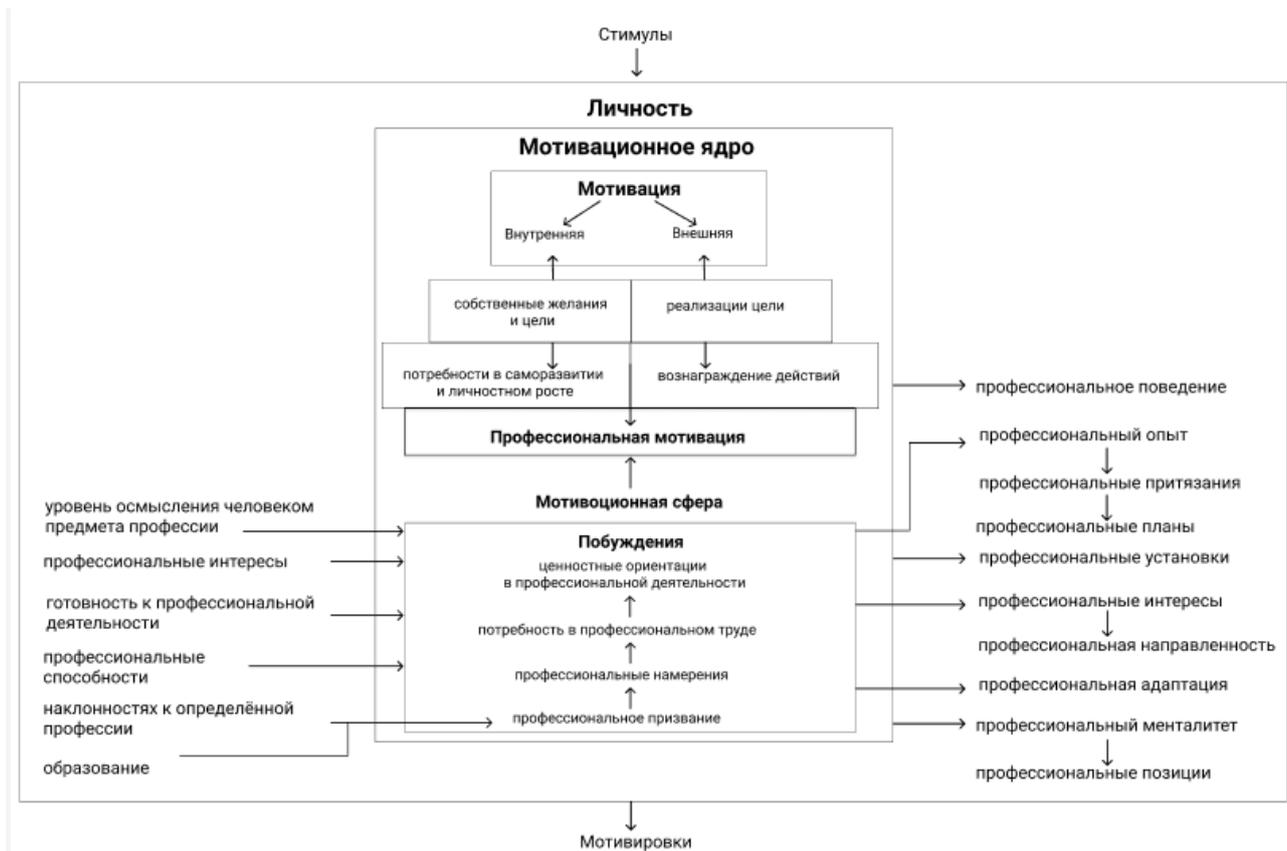 Стимулы
Личность
Мотивационное ядро
Мотивация
Внутренняя
Внешняя
собственные желания
и цели
реализации цели
потребности в саморазвитии
и личностном росте
вознаграждение действий
Профессиональная мотивация
Мотивоционная сфера
Побуждения
ценностные ориентации
в профессиональной деятельности
потребность в профессиональном труде
профессиональные намерения
профессиональное призвание
уровень осмысления человеком
предмета профессии
профессиональные интересы
готовность к профессиональной
деятельности
профессиональные
способности
наклонностях к определённой
профессии
образование
профессиональное поведение
профессиональный опыт
профессиональные притязания
профессиональные планы
профессиональные установки
профессиональные интересы
профессиональная направленность
профессиональная адаптация
профессиональный менталитет
профессиональные позиции
Мотивировки